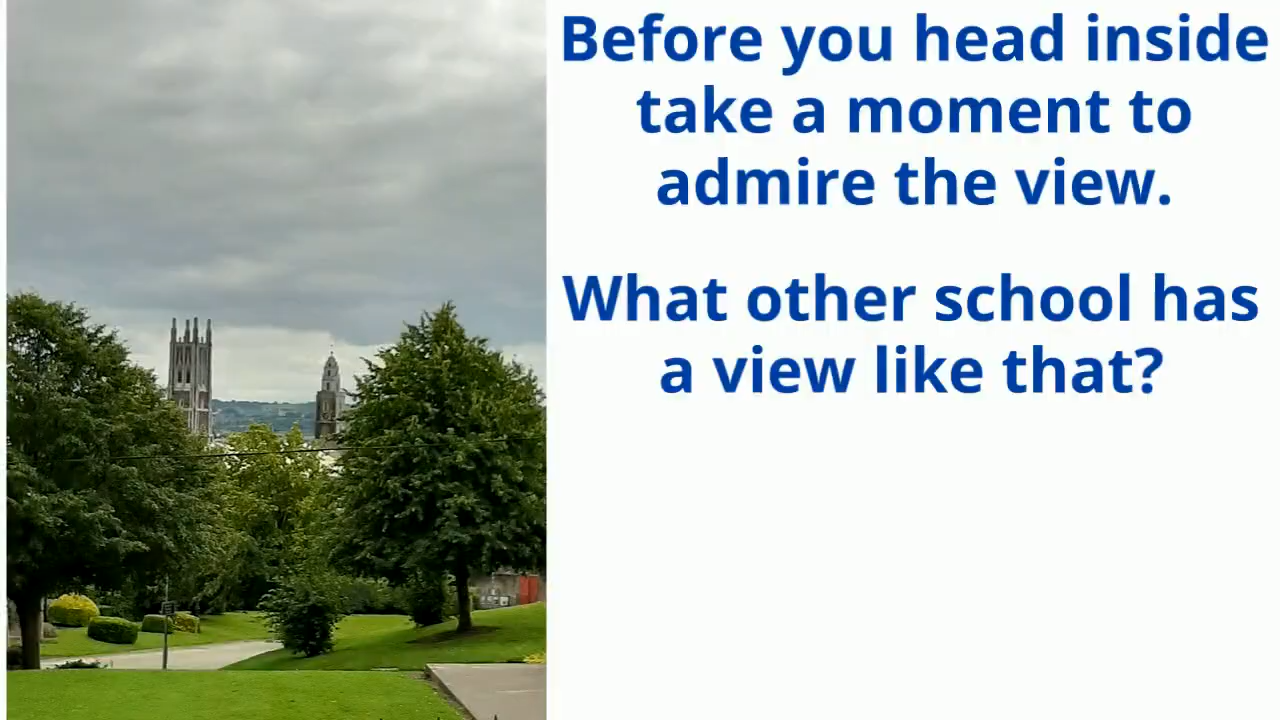 Before you head inside
take a moment to
admire the view.
What other school has
a view like that?